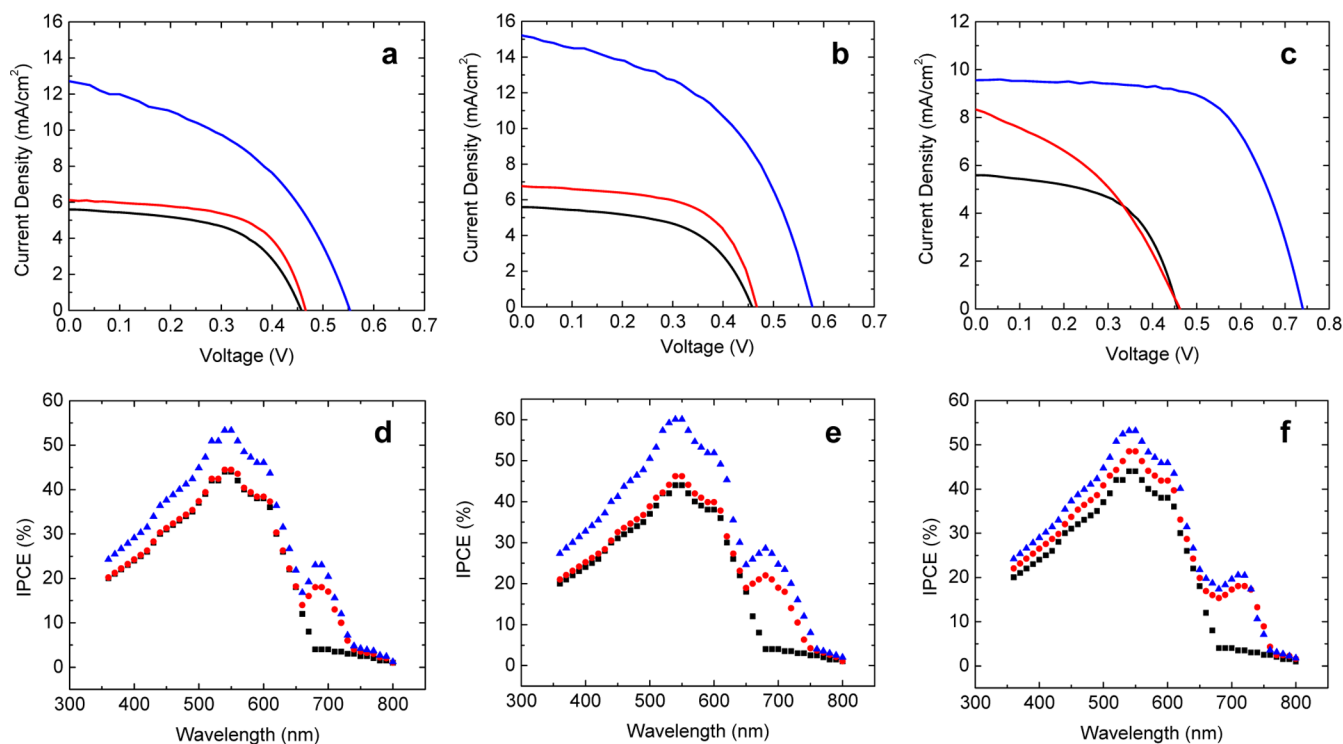 a
16
14
12
10
8
6
4
2
0
0.0 0.1 0.2 0.3 0.4 0.5 0.6 0.7
Current Density (mA/cm²)
Voltage (V)
b
16
14
12
10
8
6
4
2
0
0.0 0.1 0.2 0.3 0.4 0.5 0.6 0.7
Current Density (mA/cm²)
Voltage (V)
c
12
10
8
6
4
2
0
0.0 0.1 0.2 0.3 0.4 0.5 0.6 0.7 0.8
Current Density (mA/cm²)
Voltage (V)
d
60
50
40
30
20
10
0
300 400 500 600 700 800
IPCE (%)
Wavelength (nm)
e
60
50
40
30
20
10
0
300 400 500 600 700 800
IPCE (%)
Wavelength (nm)
f
60
50
40
30
20
10
0
300 400 500 600 700 800
IPCE (%)
Wavelength (nm)